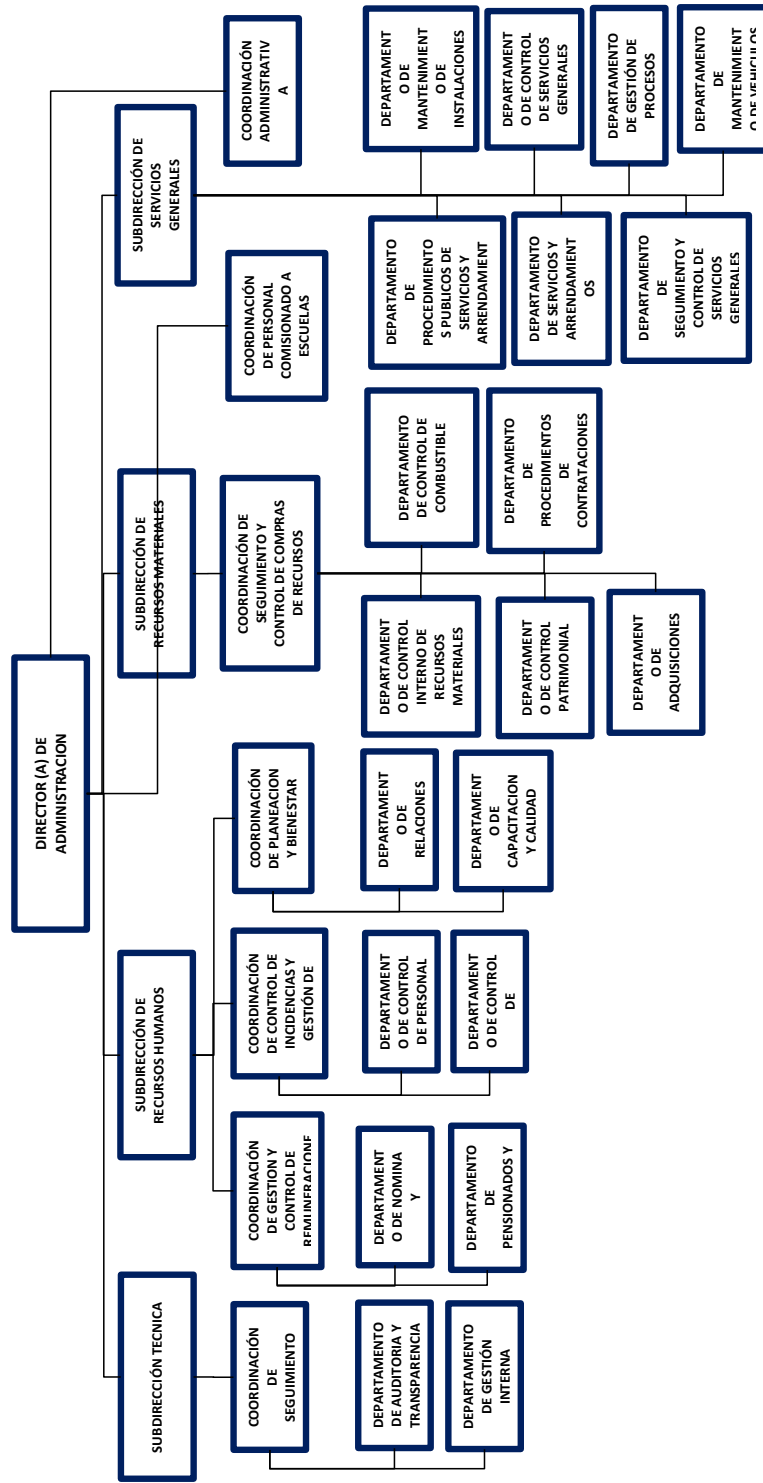 DIRECTOR (A) DE
ADMINISTRACION
SUBDIRECCIÓN TECNICA
SUBDIRECCIÓN DE
RECURSOS HUMANOS
SUBDIRECCIÓN DE
RECURSOS MATERIALES
SUBDIRECCIÓN DE
SERVICIOS
GENERALES
COORDINACIÓN
DE
SEGUIMIENTO
COORDINACIÓN
DE GESTION Y
CONTROL DE
REMUNERACIONE
COORDINACIÓN
DE CONTROL DE
INCIDENCIAS Y
GESTIÓN DE
COORDINACIÓN
DE PLANEACION
Y BIENESTAR
COORDINACIÓN DE
SEGUIMIENTO Y
CONTROL DE COMPRAS
DE RECURSOS
COORDINACIÓN
DE PERSONAL
COMISIONADO A
ESCUELAS
COORDINACIÓN
ADMINISTRATIV
A
DEPARTAMENTO
DE AUDITORIA Y
TRANSPARENCIA
DEPARTAMENTO
DE GESTIÓN
INTERNA
DEPARTAMENT
O DE NOMINA
Y
DEPARTAMENTO
DE
PENSIONADOS Y
DEPARTAMENT
O DE CONTROL
DE PERSONAL
DEPARTAMENT
O DE CONTROL
DE
DEPARTAMENT
O DE
RELACIONES
DEPARTAMENT
O DE
CAPACITACION
Y CALIDAD
DEPARTAMENT
O DE CONTROL
INTERNO DE
RECURSOS
MATERIALES
DEPARTAMENTO
DE CONTROL DE
COMBUSTIBLE
DEPARTAMENT
O DE CONTROL
PATRIMONIAL
DEPARTAMENTO
DE
PROCEDIMIENTOS
DE
CONTRATACIONES
DEPARTAMENT
O DE
ADQUISICIONES
DEPARTAMENTO
DE
PROCEDIMIENTO
S PUBLICOS DE
SERVICIOS Y
ARRENDAMIENT
DEPARTAMENT
O DE
MANTENIMIENT
O DE
INSTALACIONES
DEPARTAMENTO
DE SERVICIOS Y
ARRENDAMIENT
OS
DEPARTAMENT
O DE CONTROL
DE SERVICIOS
GENERALES
DEPARTAMENTO
DE
SEGUIMIENTO Y
CONTROL DE
SERVICIOS
GENERALES
DEPARTAMENTO
DE GESTIÓN DE
PROCESOS
DEPARTAMENTO
DE
MANTENIMIENT
O DE VEHICULOS